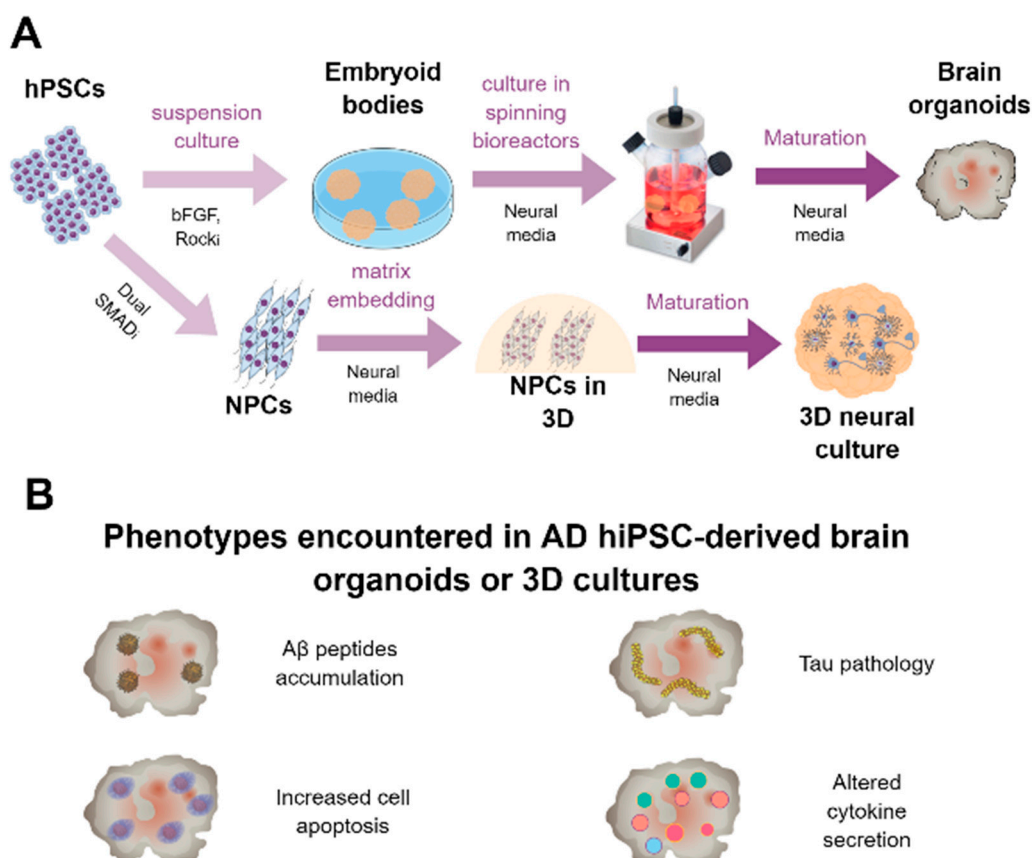 A
hPSCs
suspension
culture
bFGF,
Rocki
Embryoid
bodies
culture in
spinning
bioreactors
Neural
media
Maturation
Neural
media
Brain
organoids
Dual
SMADi
NPCs
matrix
embedding
Neural
media
NPCs in
3D
Maturation
Neural
media
3D neural
culture
B
Phenotypes encountered in AD hiPSC-derived brain
organoids or 3D cultures
Aβ peptides
accumulation
Tau pathology
Increased cell
apoptosis
Altered
cytokine
secretion